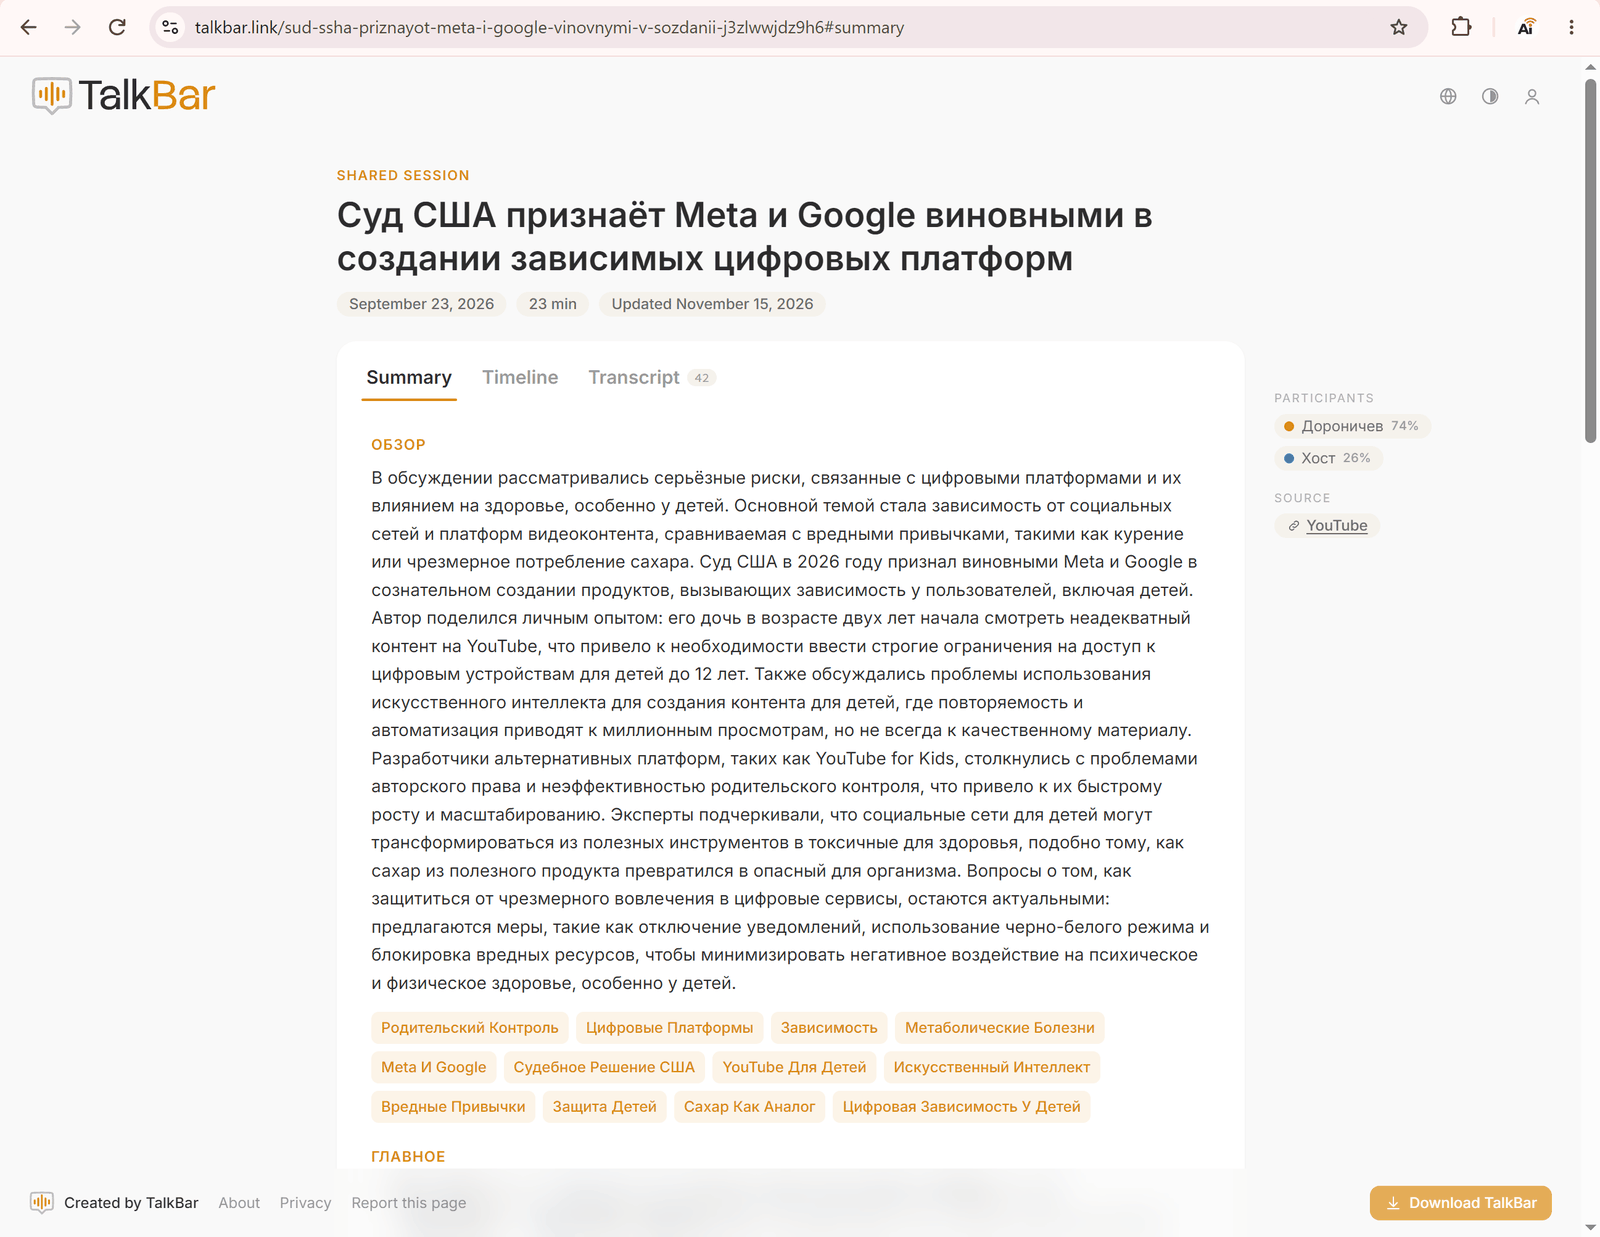 talkbar.link/sud-ssha-priznayot-meta-i-google-vinovnymi-v-sozdanii-j3zlwwjdz9h6#summary
Ai
TalkBar
SHARED SESSION
Суд США признаёт Meta и Google виновными в
создании зависимых цифровых платформ
September 23, 2026
23 min
Updated November 15, 2026
Summary
Timeline
Transcript 42
PARTICIPANTS
Дороничев 74%
Хост 26%
SOURCE
YouTube
ОБЗОР
В обсуждении рассматривались серьёзные риски, связанные с цифровыми платформами и их
влиянием на здоровье, особенно у детей. Основной темой стала зависимость от социальных
сетей и платформ видеоконтента, сравниваемая с вредными привычками, такими как курение
или чрезмерное потребление сахара. Суд США в 2026 году признал виновными Meta и Google в
сознательном создании продуктов, вызывающих зависимость у пользователей, включая детей.
Автор поделился личным опытом: его дочь в возрасте двух лет начала смотреть неадекватный
контент на YouTube, что привело к необходимости ввести строгие ограничения на доступ к
цифровым устройствам для детей до 12 лет. Также обсуждались проблемы использования
искусственного интеллекта для создания контента для детей, где повторяемость и
автоматизация приводят к миллионным просмотрам, но не всегда к качественному материалу.
Разработчики альтернативных платформ, таких как YouTube for Kids, столкнулись с проблемами
авторского права и неэффективностью родительского контроля, что привело к их быстрому
росту и масштабированию. Эксперты подчеркивали, что социальные сети для детей могут
трансформироваться из полезных инструментов в токсичные для здоровья, подобно тому, как
сахар из полезного продукта превратился в опасный для организма. Вопросы о том, как
защититься от чрезмерного вовлечения в цифровые сервисы, остаются актуальными:
предлагаются меры, такие как отключение уведомлений, использование черно-белого режима и
блокировка вредных ресурсов, чтобы минимизировать негативное воздействие на психическое
и физическое здоровье, особенно у детей.
Родительский Контроль
Цифровые Платформы
Зависимость
Метаболические Болезни
Meta И Google
Судебное Решение США
YouTube Для Детей
Искусственный Интеллект
Вредные Привычки
Защита Детей
Сахар Как Аналог
Цифровая Зависимость У Детей
ГЛАВНОЕ
Created by TalkBar
About
Privacy
Report this page
Download TalkBar